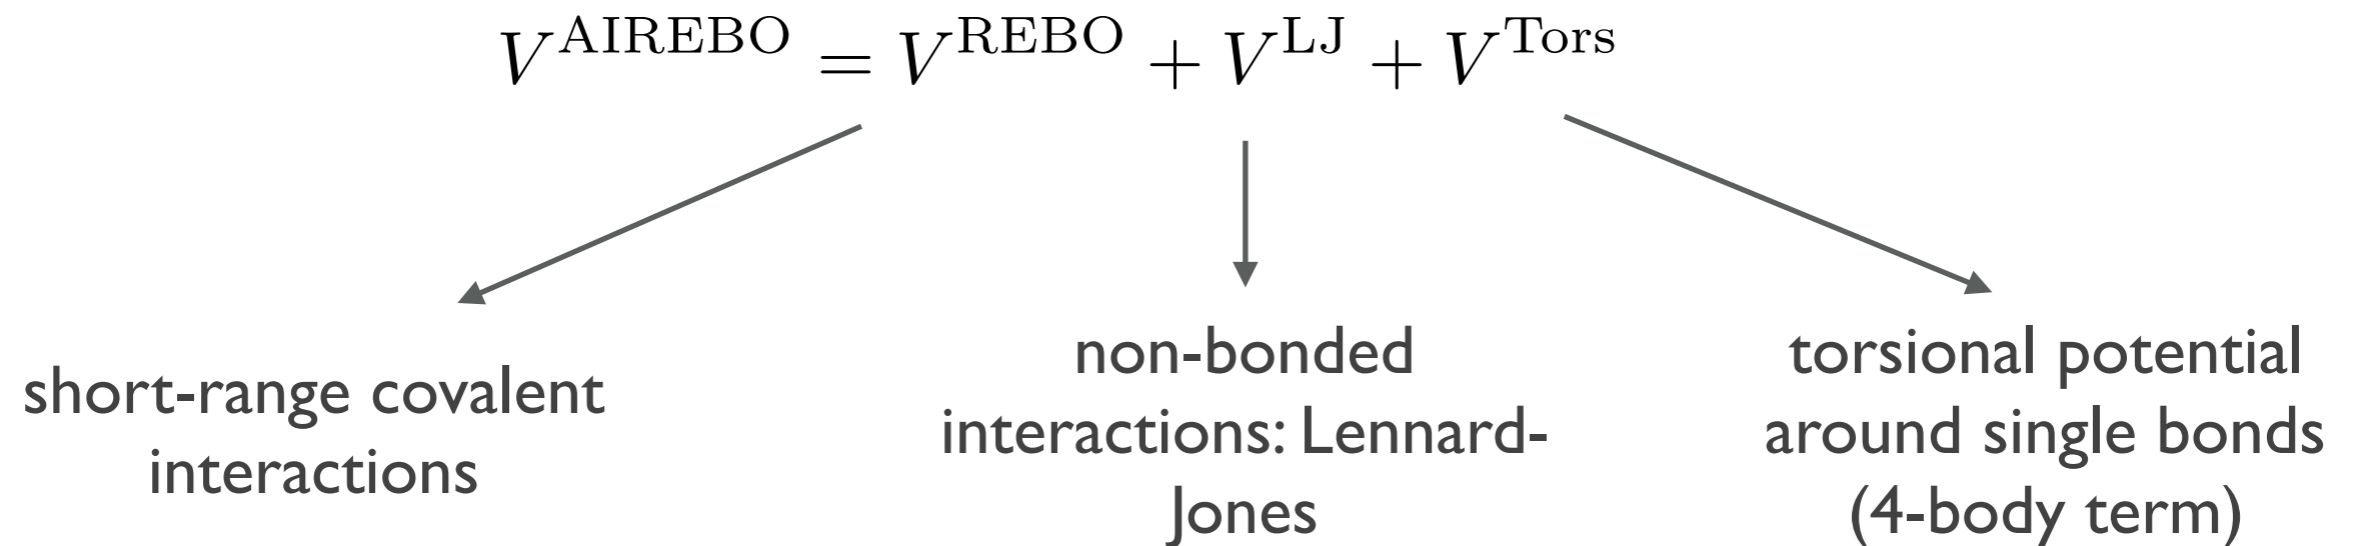 V^AIREBO = V^REBO + V^LJ + V^Tors
short-range covalent
interactions
non-bonded
interactions: Lennard-
Jones
torsional potential
around single bonds
(4-body term)